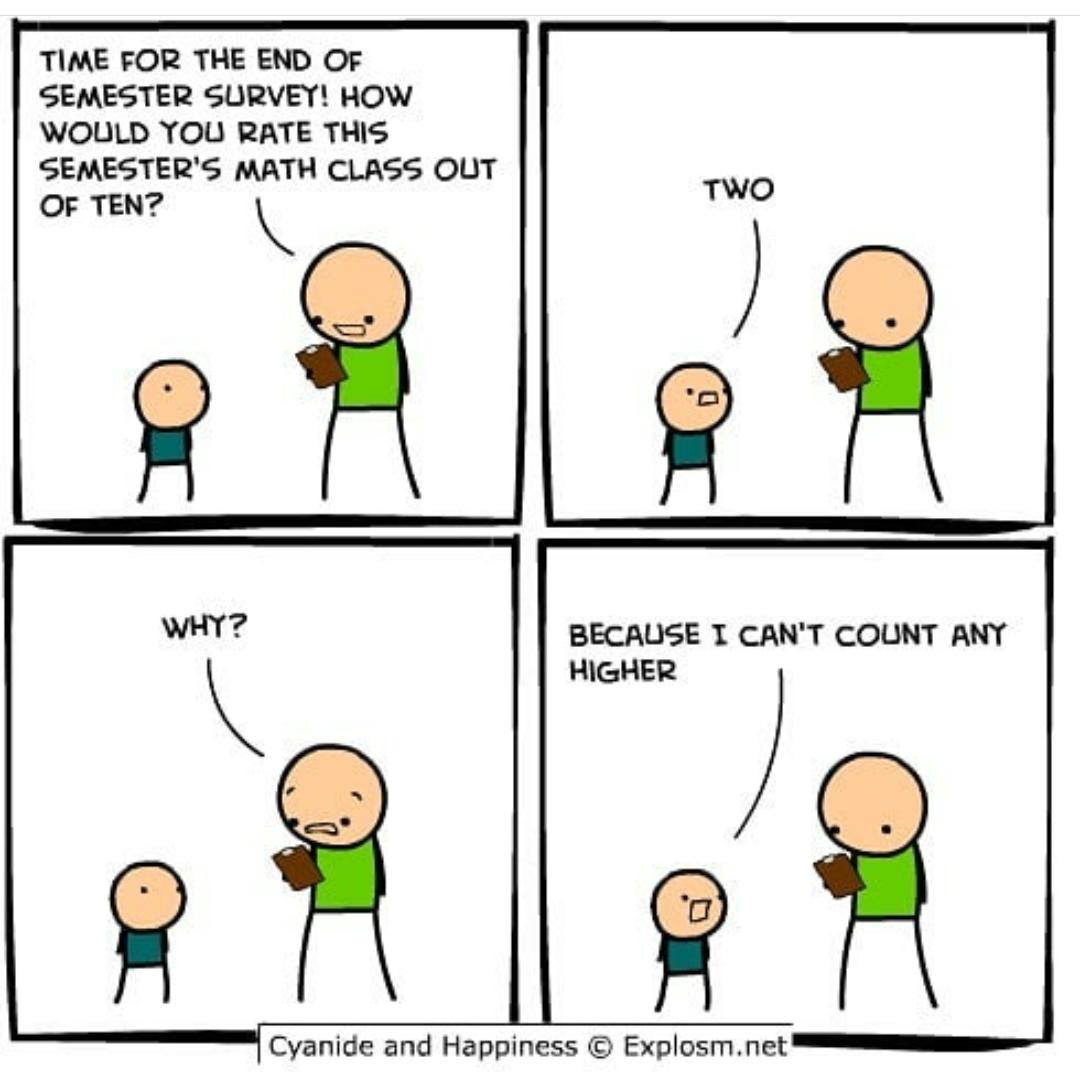 TIME FOR THE END OF
SEMESTER SURVEY! HOW
WOULD YOU RATE THIS
SEMESTER'S MATH CLASS OUT
OF TEN?
TWO
WHY?
BECAUSE I CAN'T COUNT ANY
HIGHER
Cyanide and Happiness © Explosm.net